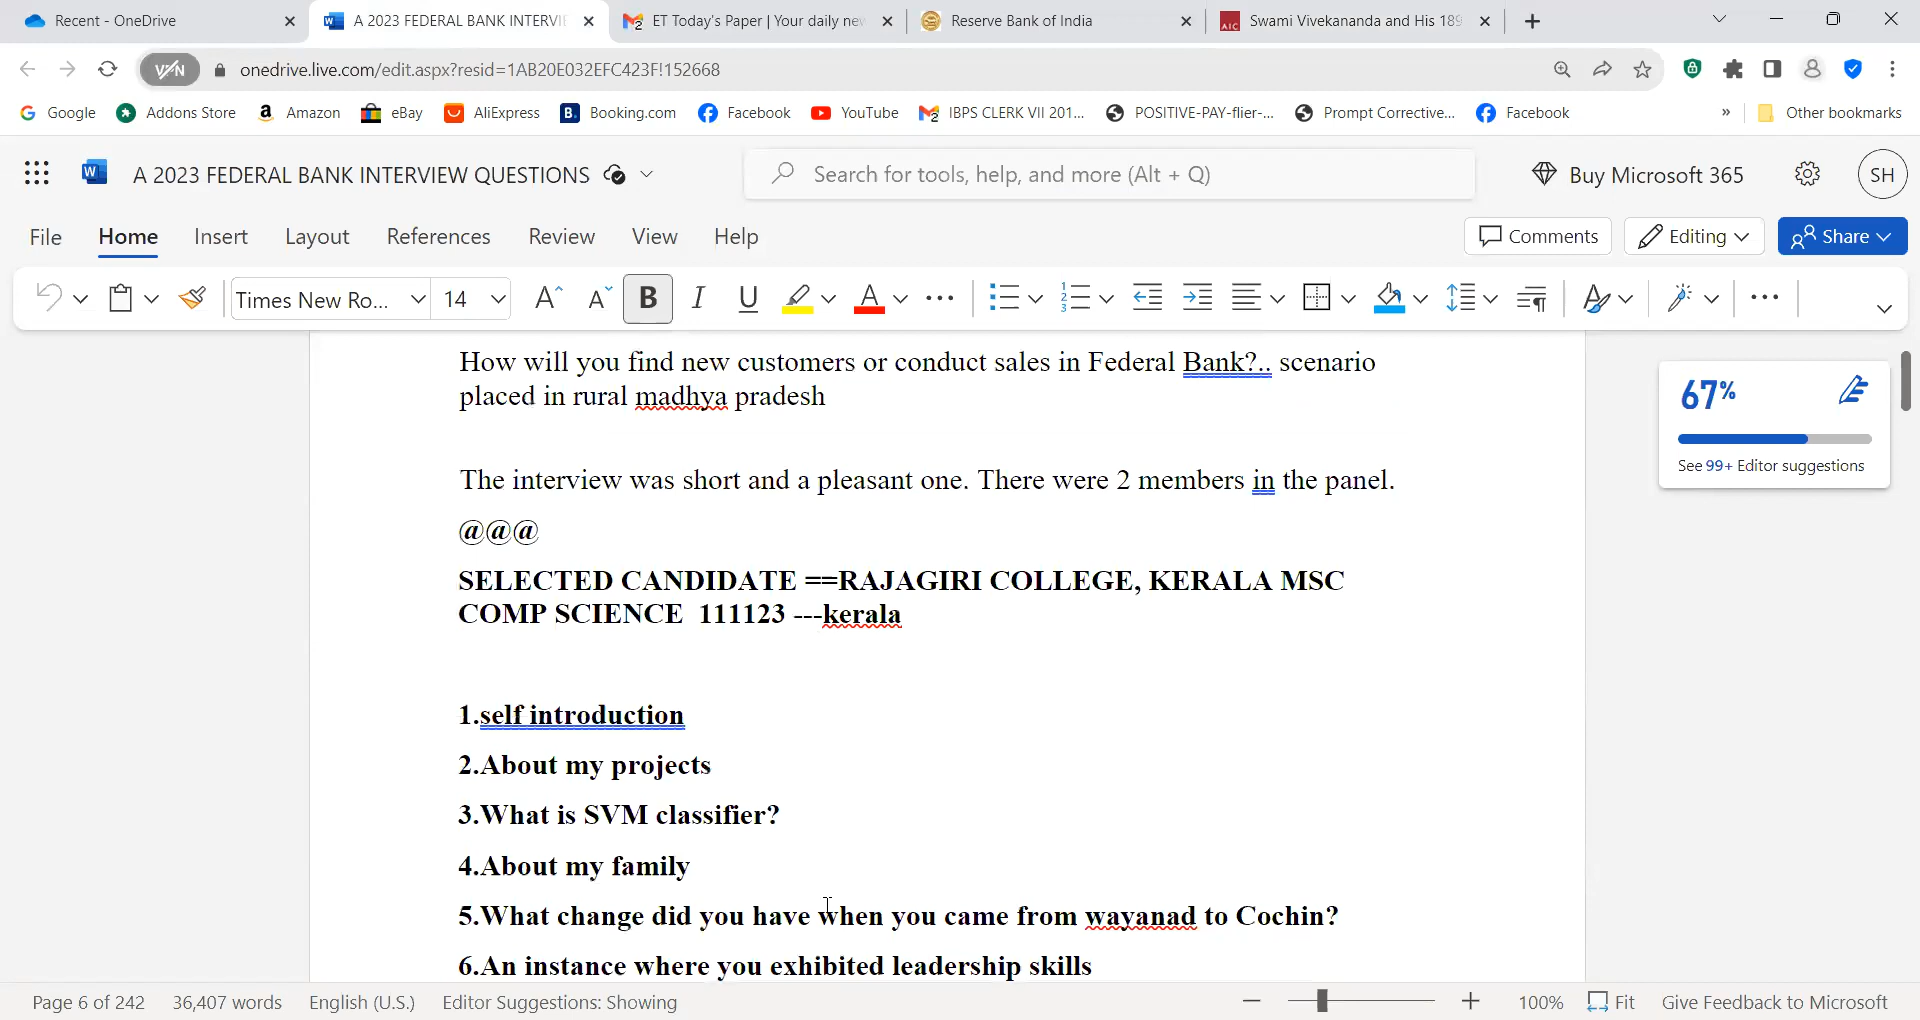 Recent - OneDrive
A 2023 FEDERAL BANK INTERVI
ET Today's Paper | Your daily ne
Reserve Bank of India
AIC Swami Vivekananda and His 189
VPN
onedrive.live.com/edit.aspx?resid=1AB20E032EFC423F!152668
Google
Addons Store
Amazon
eBay
AliExpress
Booking.com
Facebook
YouTube
IBPS CLERK VII 201...
POSITIVE-PAY-flier-...
Prompt Corrective...
Facebook
»
Other bookmarks
A 2023 FEDERAL BANK INTERVIEW QUESTIONS
Search for tools, help, and more (Alt + Q)
Buy Microsoft 365
SH
File Home Insert Layout References Review View Help
Comments
Editing
Share
Times New Ro...
14
How will you find new customers or conduct sales in Federal Bank?.. scenario
placed in rural madhya pradesh
67%
See 99+ Editor suggestions
The interview was short and a pleasant one. There were 2 members in the panel.
@@@
SELECTED CANDIDATE ==RAJAGIRI COLLEGE, KERALA MSC
COMP SCIENCE 111123 ---kerala
1.self introduction
2.About my projects
3.What is SVM classifier?
4.About my family
5.What change did you have when you came from wayanad to Cochin?
6.An instance where you exhibited leadership skills
Page 6 of 242
36,407 words
English (U.S.)
Editor Suggestions: Showing
100%
Fit
Give Feedback to Microsoft